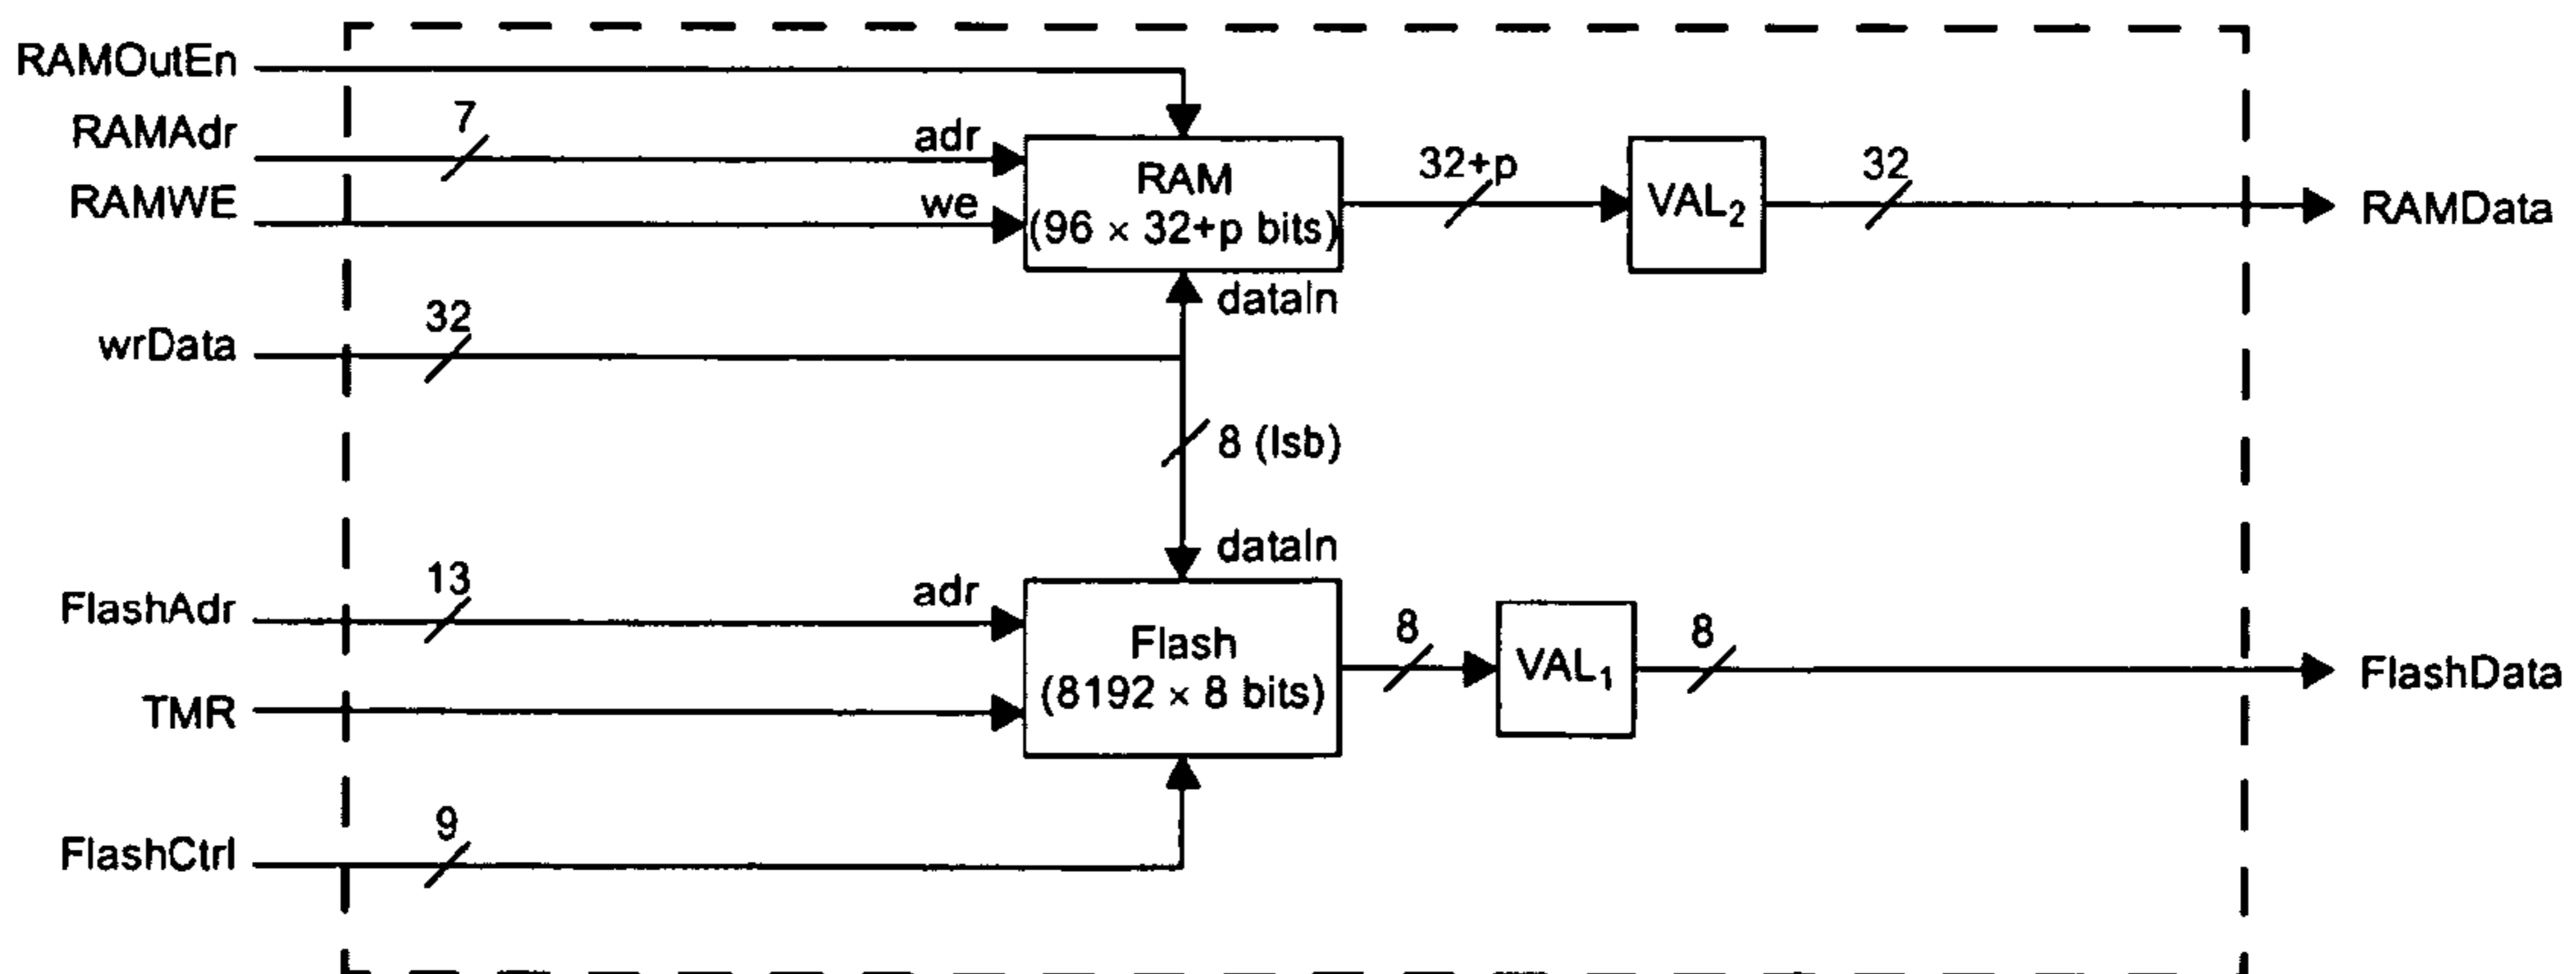 RAMOutEn
RAMAdr
7
adr
RAMWE
we
RAM
(96 × 32+p bits)
32+p
VAL2
32
RAMData
dataIn
wrData
32
8 (lsb)
dataIn
FlashAdr
13
adr
Flash
(8192 × 8 bits)
8
VAL1
8
FlashData
TMR
FlashCtrl
9